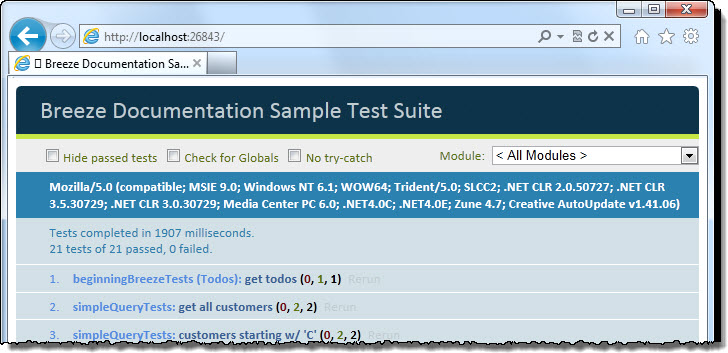 http://localhost:26843/
Breeze Documentation Sa...
Breeze Documentation Sample Test Suite
Hide passed tests Check for Globals No try-catch Module: < All Modules >
Mozilla/5.0 (compatible; MSIE 9.0; Windows NT 6.1; WOW64; Trident/5.0; SLCC2; .NET CLR 2.0.50727; .NET CLR
3.5.30729; .NET CLR 3.0.30729; Media Center PC 6.0; .NET4.0C; .NET4.0E; Zune 4.7; Creative AutoUpdate v1.41.06)
Tests completed in 1907 milliseconds.
21 tests of 21 passed, 0 failed.
1. beginningBreezeTests (Todos): get todos (0, 1, 1) Rerun
2. simpleQueryTests: get all customers (0, 2, 2) Rerun
3. simpleQueryTests: customers starting w/ 'C' (0, 2, 2) Rerun